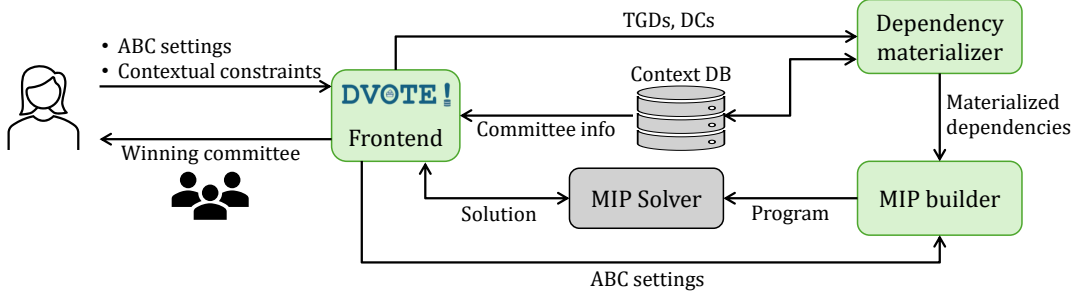 TGDs, DCs
• ABC settings
• Contextual constraints
Dependency
materializer
DVOTE!
Frontend
Context DB
Committee info
Materialized
dependencies
Winning committee
Solution
MIP Solver
Program
MIP builder
ABC settings